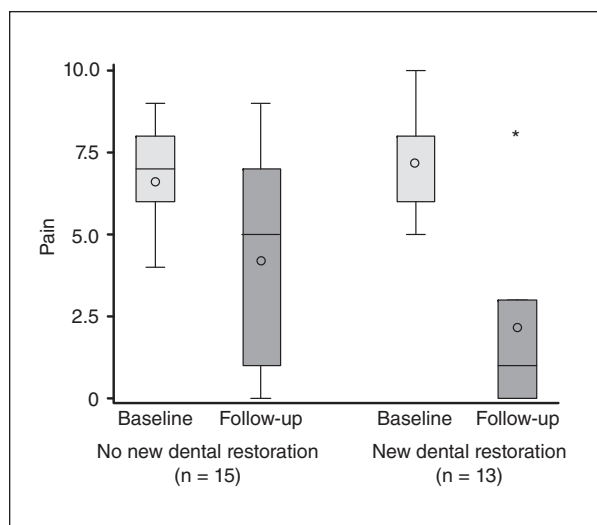 10.0
7.5
5.0
2.5
0
Pain
Baseline Follow-up Baseline Follow-up
No new dental restoration New dental restoration
(n = 15) (n = 13)
*